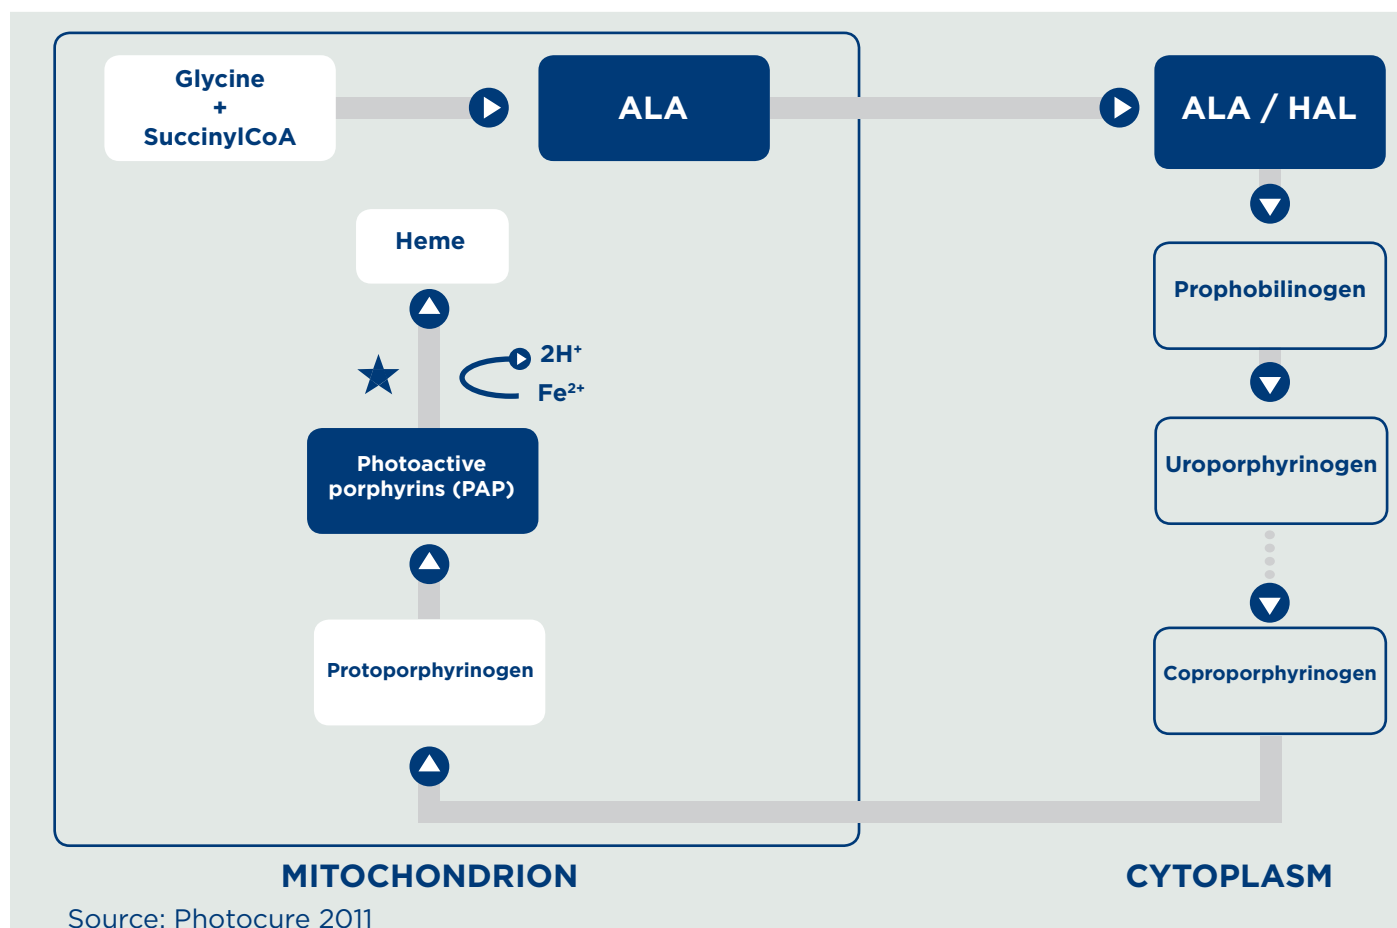 Glycine
+
SuccinylCoA
ALA
ALA / HAL
Heme
Prophobilinogen
2H⁺
Fe²⁺
Photoactive
porphyrins (PAP)
Uroporphyrinogen
Protoporphyrinogen
Coproporphyrinogen
MITOCHONDRION
CYTOPLASM
Source: Photocure 2011